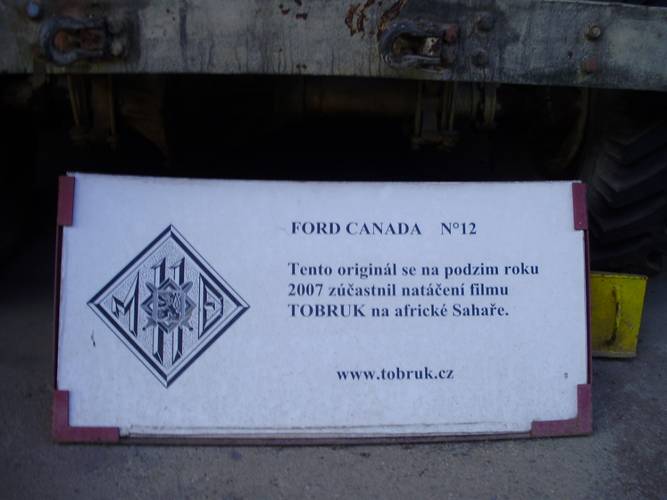 FORD CANADA N°12
Tento originál se na podzim roku
2007 zúčastnil natáčení filmu
TOBRUK na africké Sahaře.
www.tobruk.cz
M 11 D